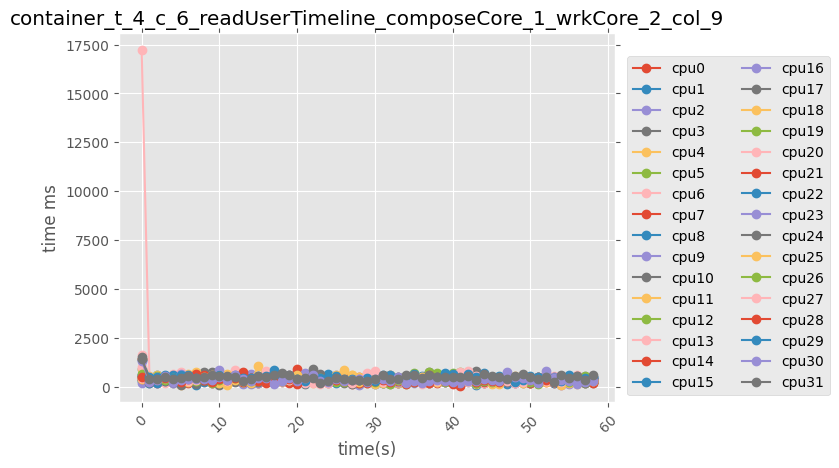 container_t_4_c_6_readUserTimeline_composeCore_1_wrkCore_2_col_9
time ms
17500
15000
12500
10000
7500
5000
2500
0
0
10
20
30
40
50
60
time(s)
cpu0
cpu1
cpu2
cpu3
cpu4
cpu5
cpu6
cpu7
cpu8
cpu9
cpu10
cpu11
cpu12
cpu13
cpu14
cpu15
cpu16
cpu17
cpu18
cpu19
cpu20
cpu21
cpu22
cpu23
cpu24
cpu25
cpu26
cpu27
cpu28
cpu29
cpu30
cpu31